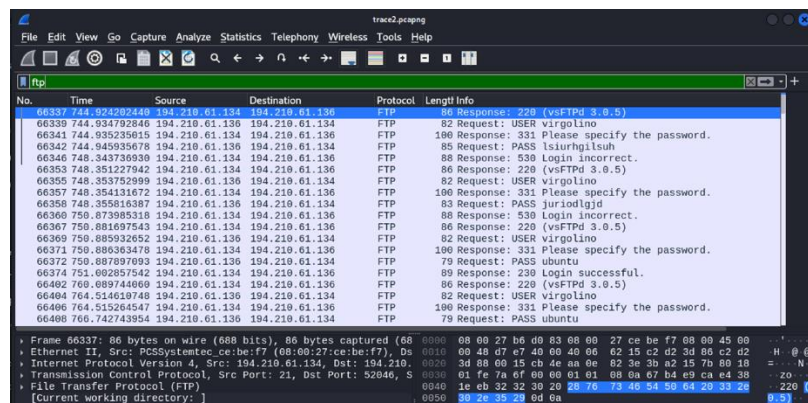 trace2.pcapng
File Edit View Go Capture Analyze Statistics Telephony Wireless Tools Help
ftp
No. Time Source Destination Protocol Lengtl Info
66337 744.924202440 194.210.61.134 194.210.61.136 FTP 86 Response: 220 (vsFTPd 3.0.5)
66339 744.934792846 194.210.61.136 194.210.61.134 FTP 82 Request: USER virgolino
66341 744.935235015 194.210.61.134 194.210.61.136 FTP 100 Response: 331 Please specify the password.
66342 744.945935678 194.210.61.136 194.210.61.134 FTP 85 Request: PASS lsiurhgilsuh
66346 748.343736930 194.210.61.134 194.210.61.136 FTP 88 Response: 530 Login incorrect.
66353 748.351227942 194.210.61.134 194.210.61.136 FTP 86 Response: 220 (vsFTPd 3.0.5)
66355 748.353752999 194.210.61.136 194.210.61.134 FTP 82 Request: USER virgolino
66357 748.354131672 194.210.61.134 194.210.61.136 FTP 100 Response: 331 Please specify the password.
66358 748.355816387 194.210.61.136 194.210.61.134 FTP 83 Request: PASS juriodlgjd
66360 750.873985318 194.210.61.134 194.210.61.136 FTP 88 Response: 530 Login incorrect.
66367 750.881697543 194.210.61.134 194.210.61.136 FTP 86 Response: 220 (vsFTPd 3.0.5)
66369 750.885932652 194.210.61.136 194.210.61.134 FTP 82 Request: USER virgolino
66371 750.886363478 194.210.61.134 194.210.61.136 FTP 100 Response: 331 Please specify the password.
66372 750.887897093 194.210.61.136 194.210.61.134 FTP 79 Request: PASS ubuntu
66374 751.002857542 194.210.61.134 194.210.61.136 FTP 89 Response: 230 Login successful.
66402 760.089744060 194.210.61.134 194.210.61.136 FTP 86 Response: 220 (vsFTPd 3.0.5)
66404 764.514610748 194.210.61.136 194.210.61.134 FTP 82 Request: USER virgolino
66406 764.515264547 194.210.61.134 194.210.61.136 FTP 100 Response: 331 Please specify the password.
66408 766.742743954 194.210.61.136 194.210.61.134 FTP 79 Request: PASS ubuntu
Frame 66337: 86 bytes on wire (688 bits), 86 bytes captured (68 0000 08 00 27 b6 d0 83 08 00 27 ce be f7 08 00 45 00
Ethernet II, Src: PCSSystemtec_ce:be:f7 (08:00:27:ce:be:f7), Ds 0010 00 48 d7 e7 40 00 40 06 62 15 c2 d2 3d 86 c2 d2
Internet Protocol Version 4, Src: 194.210.61.134, Dst: 194.210. 0020 3d 88 00 15 cb 4e aa 0e 82 3e 3b a2 15 7b 80 18
Transmission Control Protocol, Src Port: 21, Dst Port: 52046, S 0030 01 fe 7a 6f 00 00 01 01 08 0a 67 b4 e9 ca e4 38
File Transfer Protocol (FTP) 0040 1e eb 32 32 30 20 28 76 73 46 54 50 64 20 33 2e
[Current working directory: ] 0050 30 2e 35 29 0d 0a